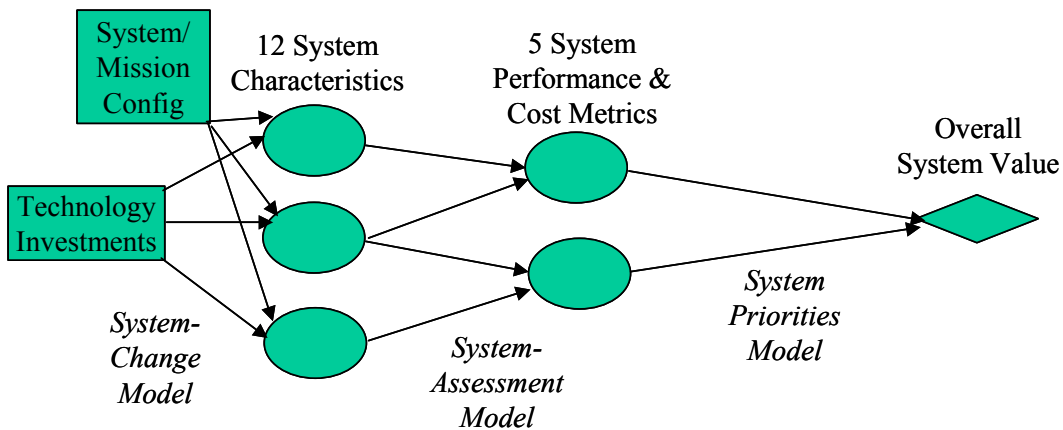 System/
Mission
Config
12 System
Characteristics
5 System
Performance &
Cost Metrics
Overall
System Value
Technology
Investments
System-
Change
Model
System-
Assessment
Model
System
Priorities
Model